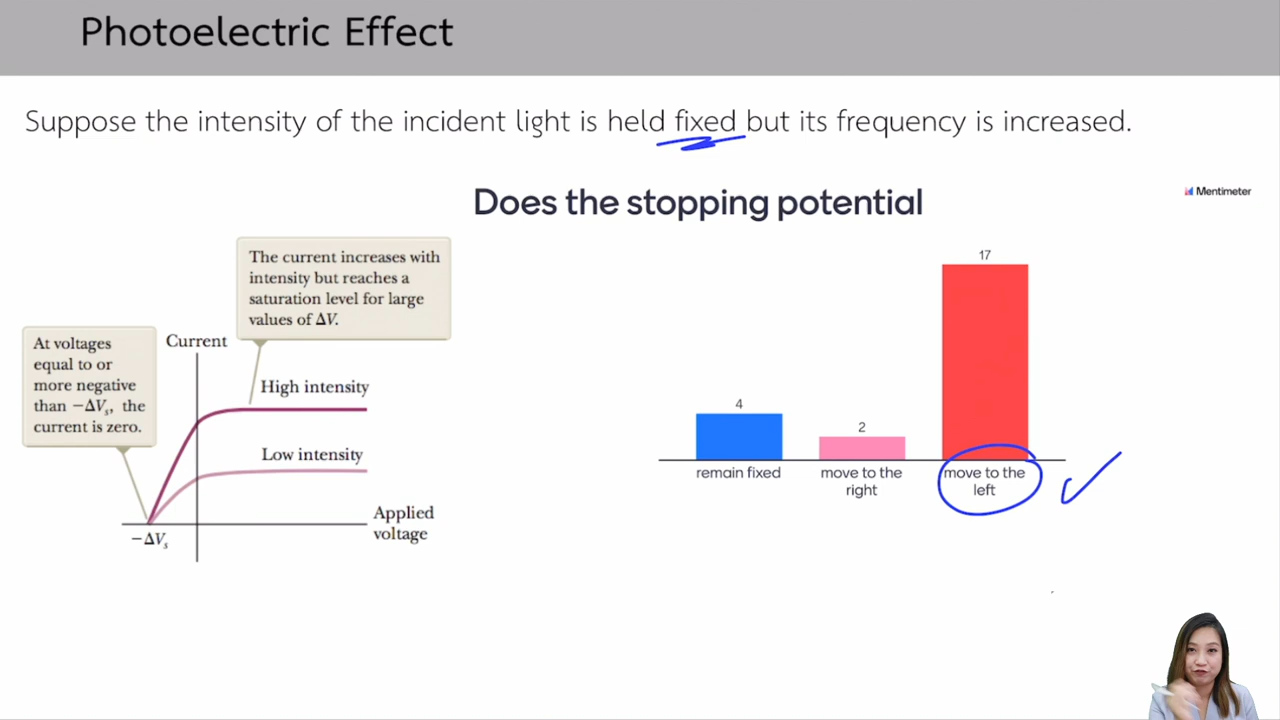 Photoelectric Effect
Suppose the intensity of the incident light is held fixed but its frequency is increased.
Does the stopping potential
Mentimeter
The current increases with
intensity but reaches a
saturation level for large
values of ΔV.
At voltages
equal to or
more negative
than −ΔVs, the
current is zero.
Current
High intensity
Low intensity
Applied
voltage
−ΔVs
17
4
2
remain fixed
move to the
right
move to the
left